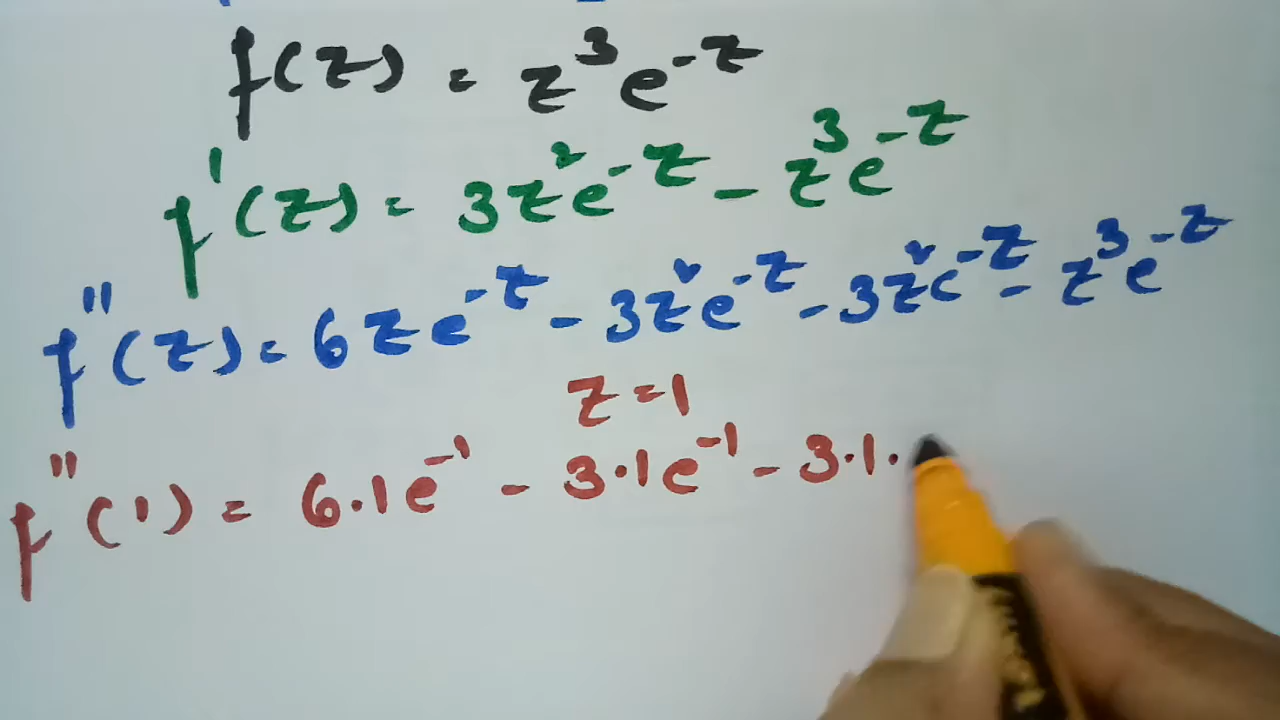 f(z) = z³e⁻ᶻ
f'(z) = 3z²e⁻ᶻ - z³e⁻ᶻ
f''(z) = 6ze⁻ᶻ - 3z²e⁻ᶻ - 3z²e⁻ᶻ - z³e⁻ᶻ
z = 1
f''(1) = 6·1e⁻¹ - 3·1e⁻¹ - 3·1·